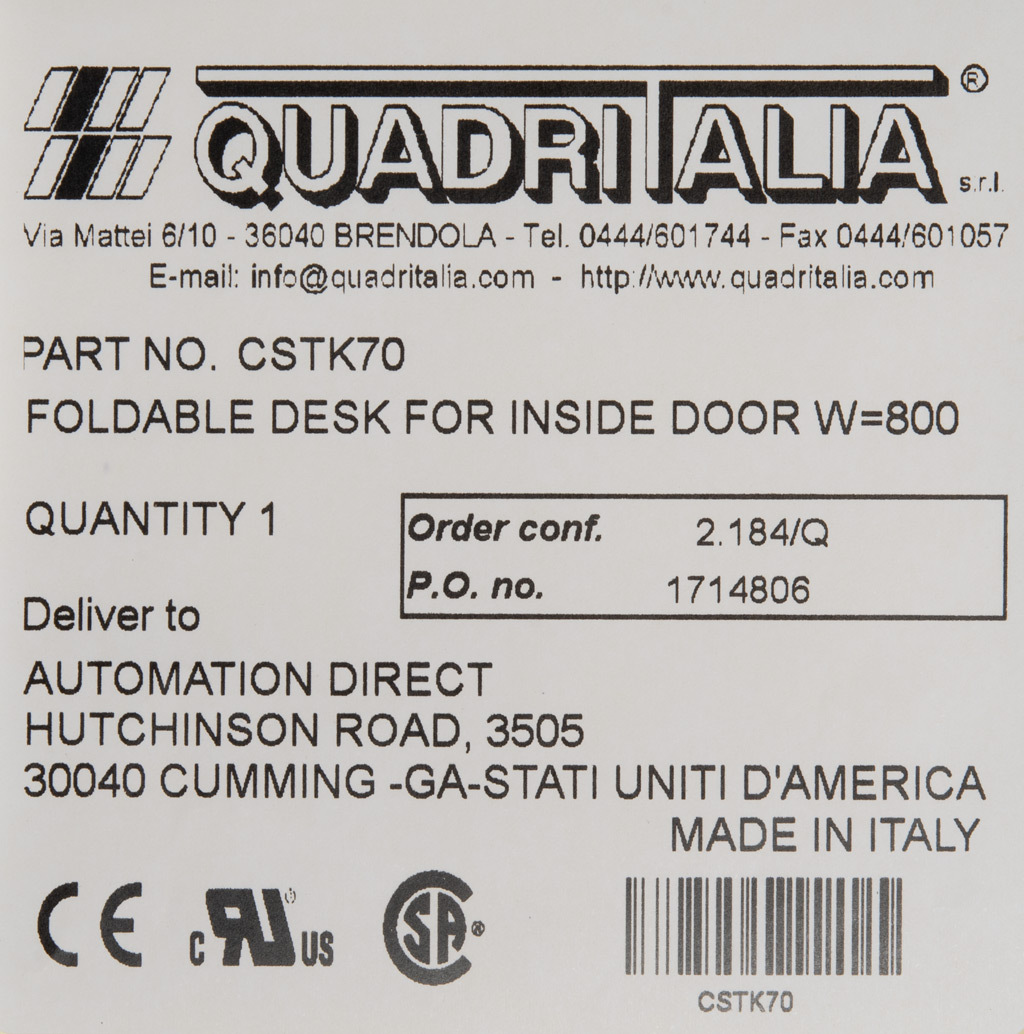 QUADRITALIA ® s.r.l.
Via Mattei 6/10 - 36040 BRENDOLA - Tel. 0444/601744 - Fax 0444/601057
E-mail: info@quadritalia.com - http://www.quadritalia.com
PART NO. CSTK70
FOLDABLE DESK FOR INSIDE DOOR W=800
QUANTITY 1
Order conf. 2.184/Q
P.O. no. 1714806
Deliver to
AUTOMATION DIRECT
HUTCHINSON ROAD, 3505
30040 CUMMING -GA-STATI UNITI D'AMERICA
MADE IN ITALY
CE c RU ® US CSA ®
CSTK70